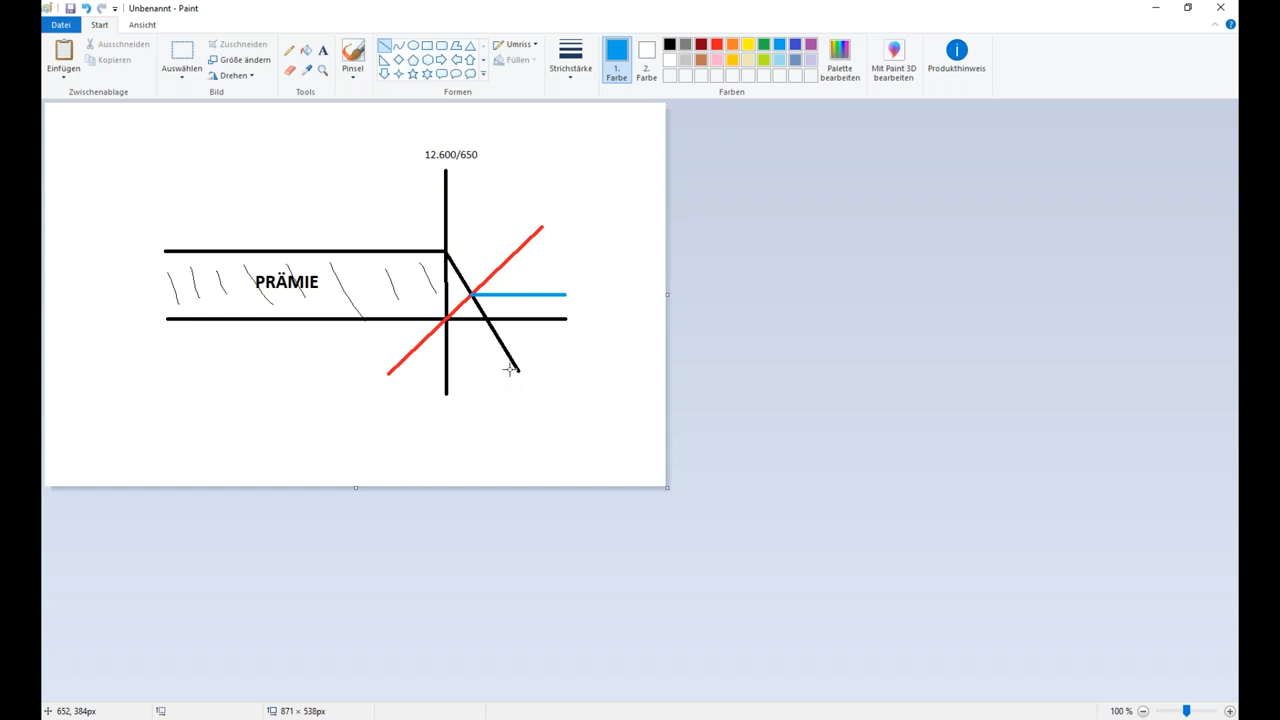 Unbenannt - Paint
Datei Start Ansicht
Einfügen
Ausschneiden
Kopieren
Zwischenablage
Auswählen
Zuschneiden
Größe ändern
Drehen
Bild
A
Tools
Pinsel
Umriss
Füllen
Formen
Strichstärke
1. Farbe
2. Farbe
Palette bearbeiten
Farben
Mit Paint 3D bearbeiten
Produkthinweis
12.600/650
PRÄMIE
652, 384px
871 × 538px
100 %